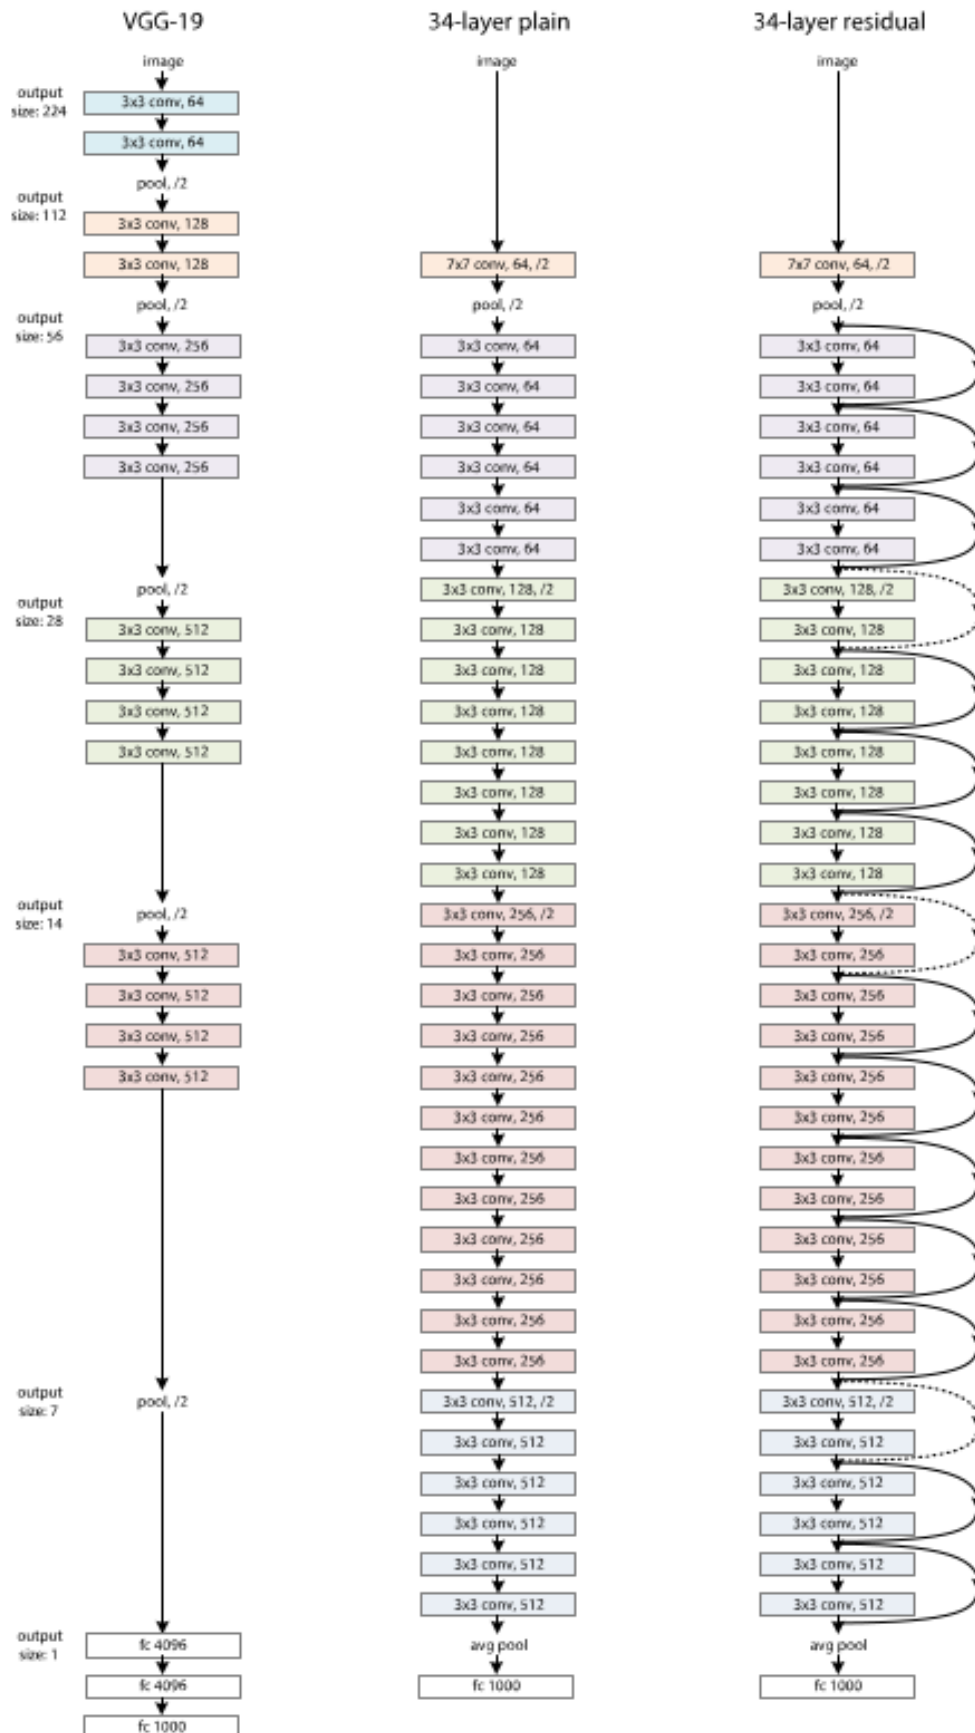 VGG-19
image
output
size: 224
3x3 conv, 64
3x3 conv, 64
pool, /2
output
size: 112
3x3 conv, 128
3x3 conv, 128
pool, /2
output
size: 56
3x3 conv, 256
3x3 conv, 256
3x3 conv, 256
3x3 conv, 256
pool, /2
output
size: 28
3x3 conv, 512
3x3 conv, 512
3x3 conv, 512
3x3 conv, 512
pool, /2
output
size: 14
3x3 conv, 512
3x3 conv, 512
3x3 conv, 512
3x3 conv, 512
pool, /2
output
size: 7
output
size: 1
fc 4096
fc 4096
fc 1000
34-layer plain
image
7x7 conv, 64, /2
pool, /2
3x3 conv, 64
3x3 conv, 64
3x3 conv, 64
3x3 conv, 64
3x3 conv, 64
3x3 conv, 64
3x3 conv, 128, /2
3x3 conv, 128
3x3 conv, 128
3x3 conv, 128
3x3 conv, 128
3x3 conv, 128
3x3 conv, 128
3x3 conv, 128
3x3 conv, 256, /2
3x3 conv, 256
3x3 conv, 256
3x3 conv, 256
3x3 conv, 256
3x3 conv, 256
3x3 conv, 256
3x3 conv, 256
3x3 conv, 256
3x3 conv, 256
3x3 conv, 256
3x3 conv, 256
3x3 conv, 512, /2
3x3 conv, 512
3x3 conv, 512
3x3 conv, 512
3x3 conv, 512
3x3 conv, 512
avg pool
fc 1000
34-layer residual
image
7x7 conv, 64, /2
pool, /2
3x3 conv, 64
3x3 conv, 64
3x3 conv, 64
3x3 conv, 64
3x3 conv, 64
3x3 conv, 64
3x3 conv, 128, /2
3x3 conv, 128
3x3 conv, 128
3x3 conv, 128
3x3 conv, 128
3x3 conv, 128
3x3 conv, 128
3x3 conv, 128
3x3 conv, 256, /2
3x3 conv, 256
3x3 conv, 256
3x3 conv, 256
3x3 conv, 256
3x3 conv, 256
3x3 conv, 256
3x3 conv, 256
3x3 conv, 256
3x3 conv, 256
3x3 conv, 256
3x3 conv, 256
3x3 conv, 512, /2
3x3 conv, 512
3x3 conv, 512
3x3 conv, 512
3x3 conv, 512
3x3 conv, 512
avg pool
fc 1000